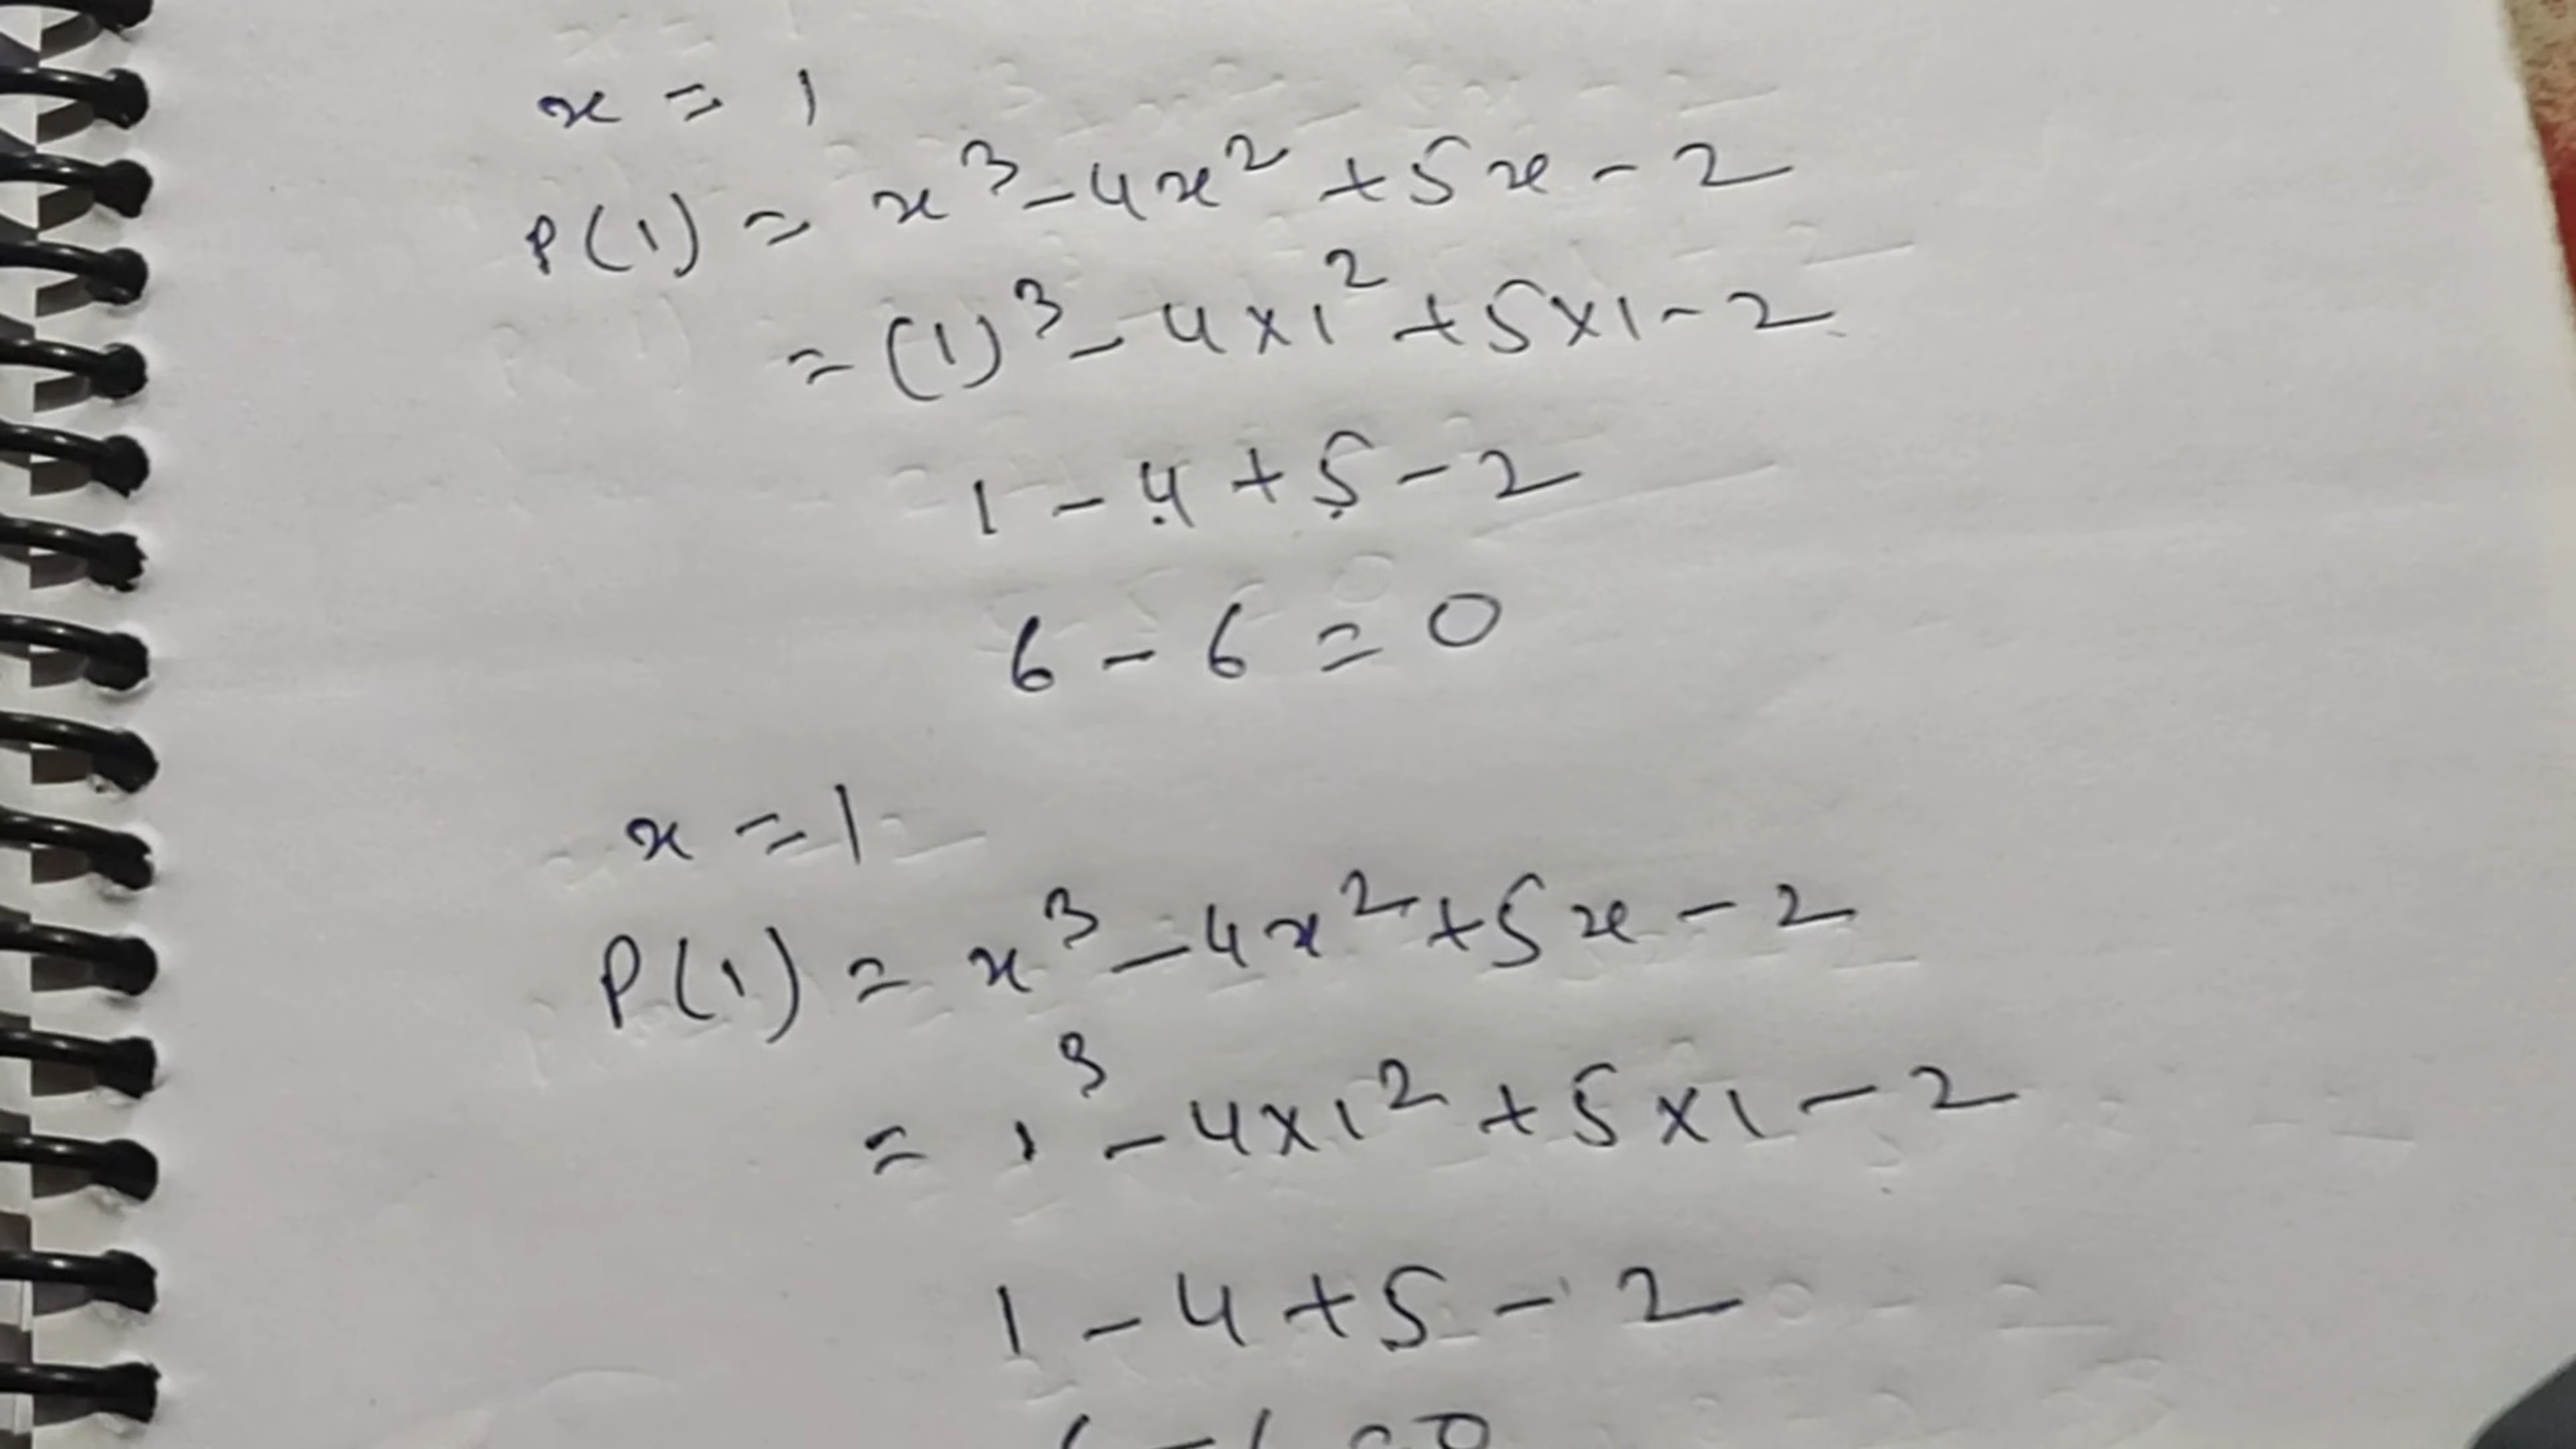 x = 1
P(1) = x³ - 4x² + 5x - 2
= (1)³ - 4×1² + 5×1 - 2
1 - 4 + 5 - 2
6 - 6 = 0
x = 1
P(1) = x³ - 4x² + 5x - 2
= 1³ - 4×1² + 5×1 - 2
1 - 4 + 5 - 2